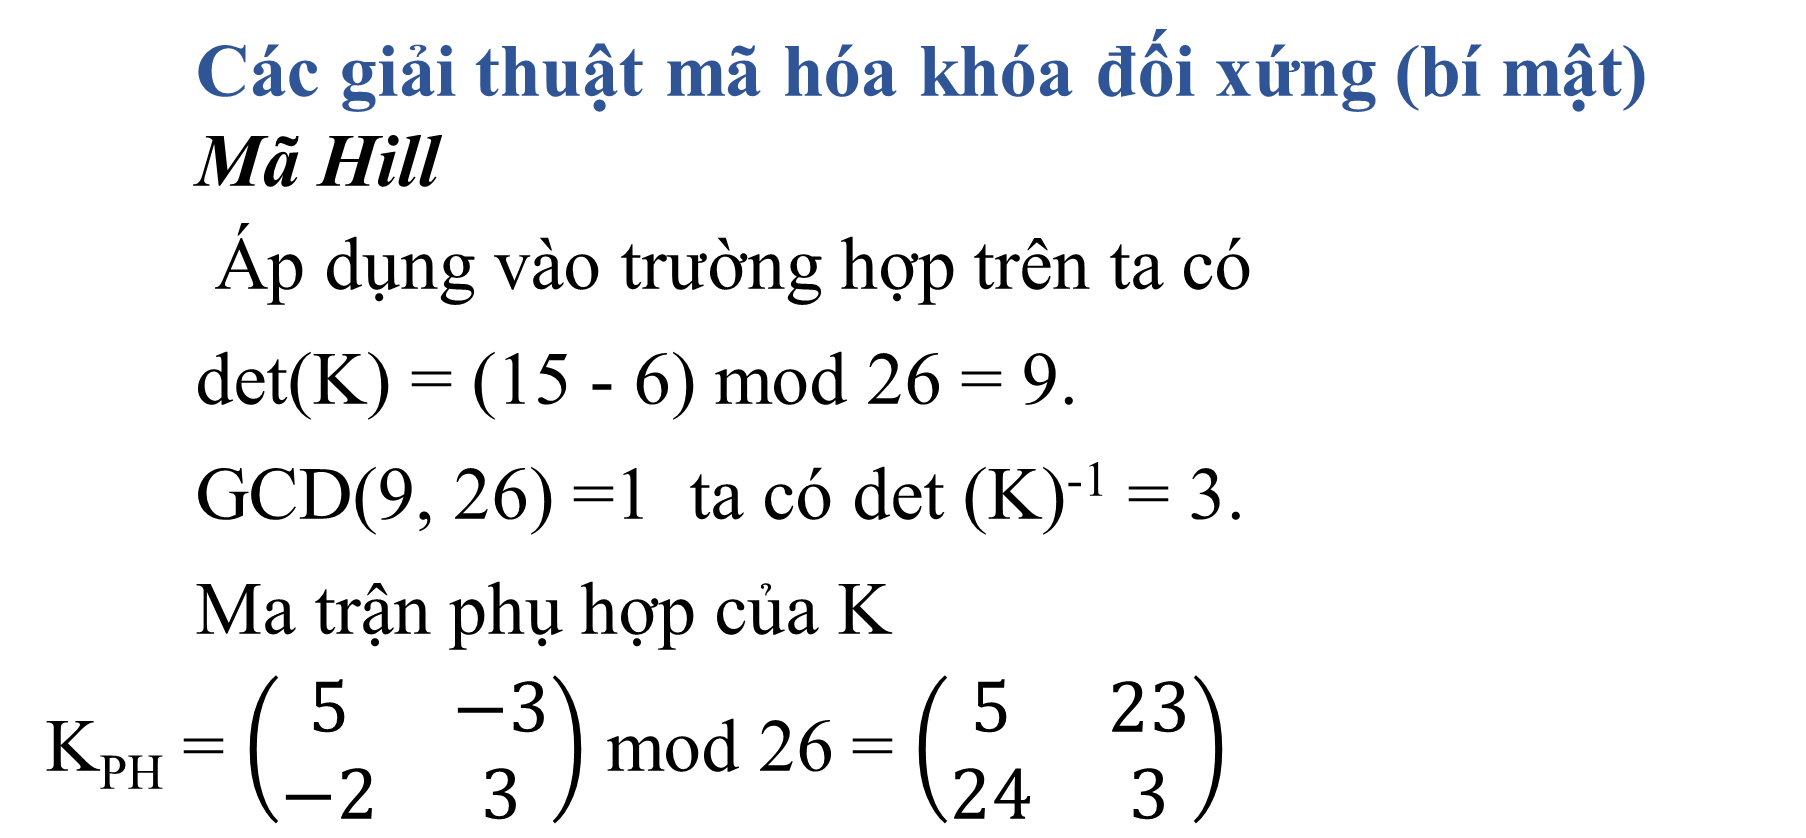 Các giải thuật mã hóa khóa đối xứng (bí mật)
Mã Hill
Áp dụng vào trường hợp trên ta có
det(K) = (15 - 6) mod 26 = 9.
GCD(9, 26) =1 ta có det (K)⁻¹ = 3.
Ma trận phụ hợp của K
K_PH = (5 −3; −2 3) mod 26 = (5 23; 24 3)